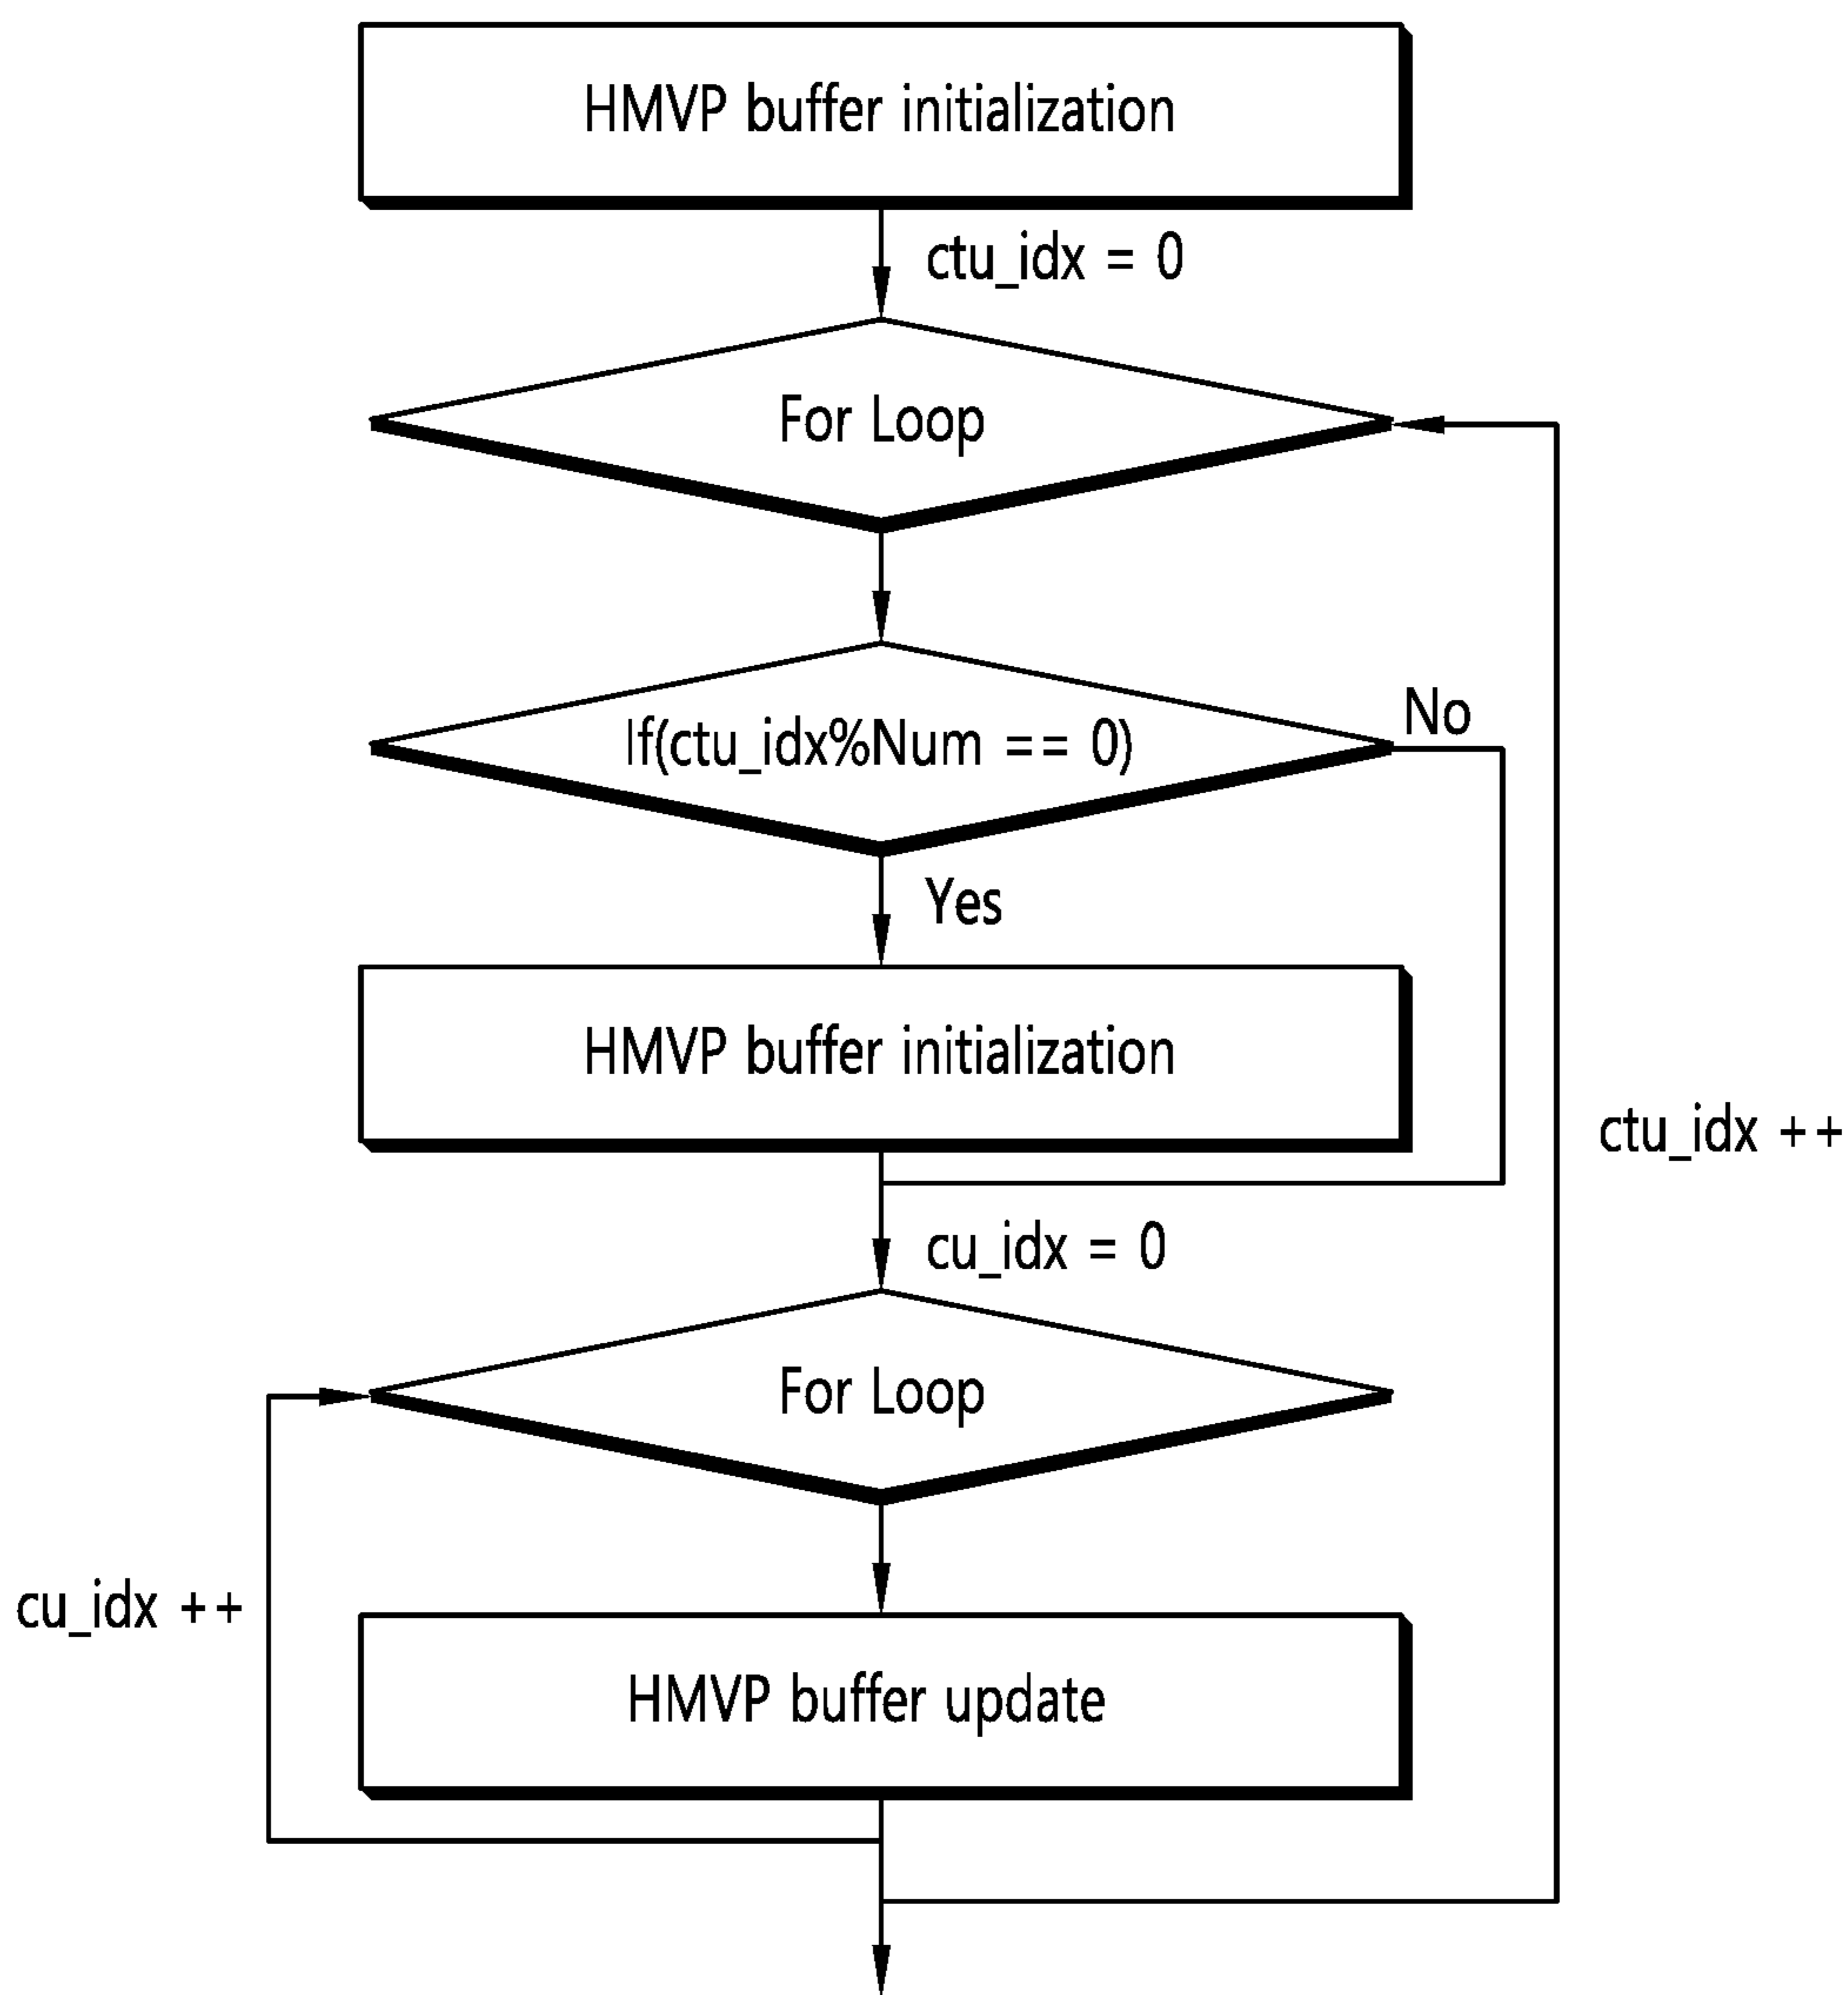 HMVP buffer initialization
ctu_idx = 0
For Loop
If(ctu_idx%Num == 0)
No
Yes
HMVP buffer initialization
ctu_idx ++
cu_idx = 0
For Loop
cu_idx ++
HMVP buffer update